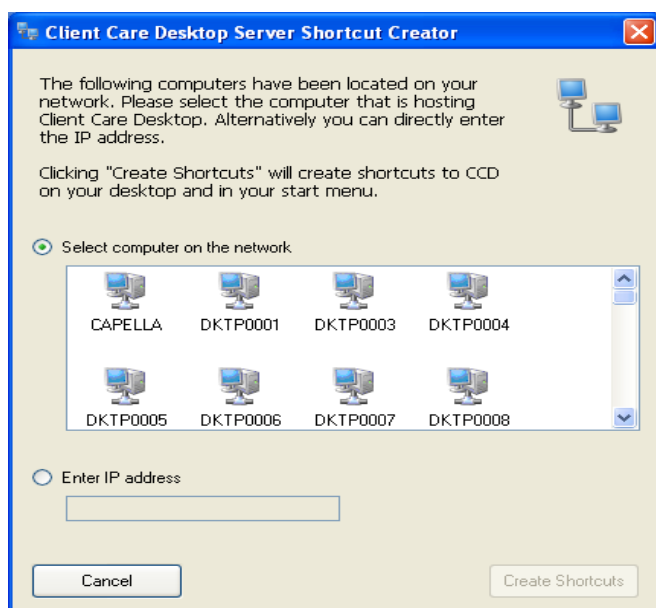 Client Care Desktop Server Shortcut Creator
The following computers have been located on your
network. Please select the computer that is hosting
Client Care Desktop. Alternatively you can directly enter
the IP address.
Clicking "Create Shortcuts" will create shortcuts to CCD
on your desktop and in your start menu.
Select computer on the network
CAPELLA DKTP0001 DKTP0003 DKTP0004
DKTP0005 DKTP0006 DKTP0007 DKTP0008
Enter IP address
Cancel Create Shortcuts